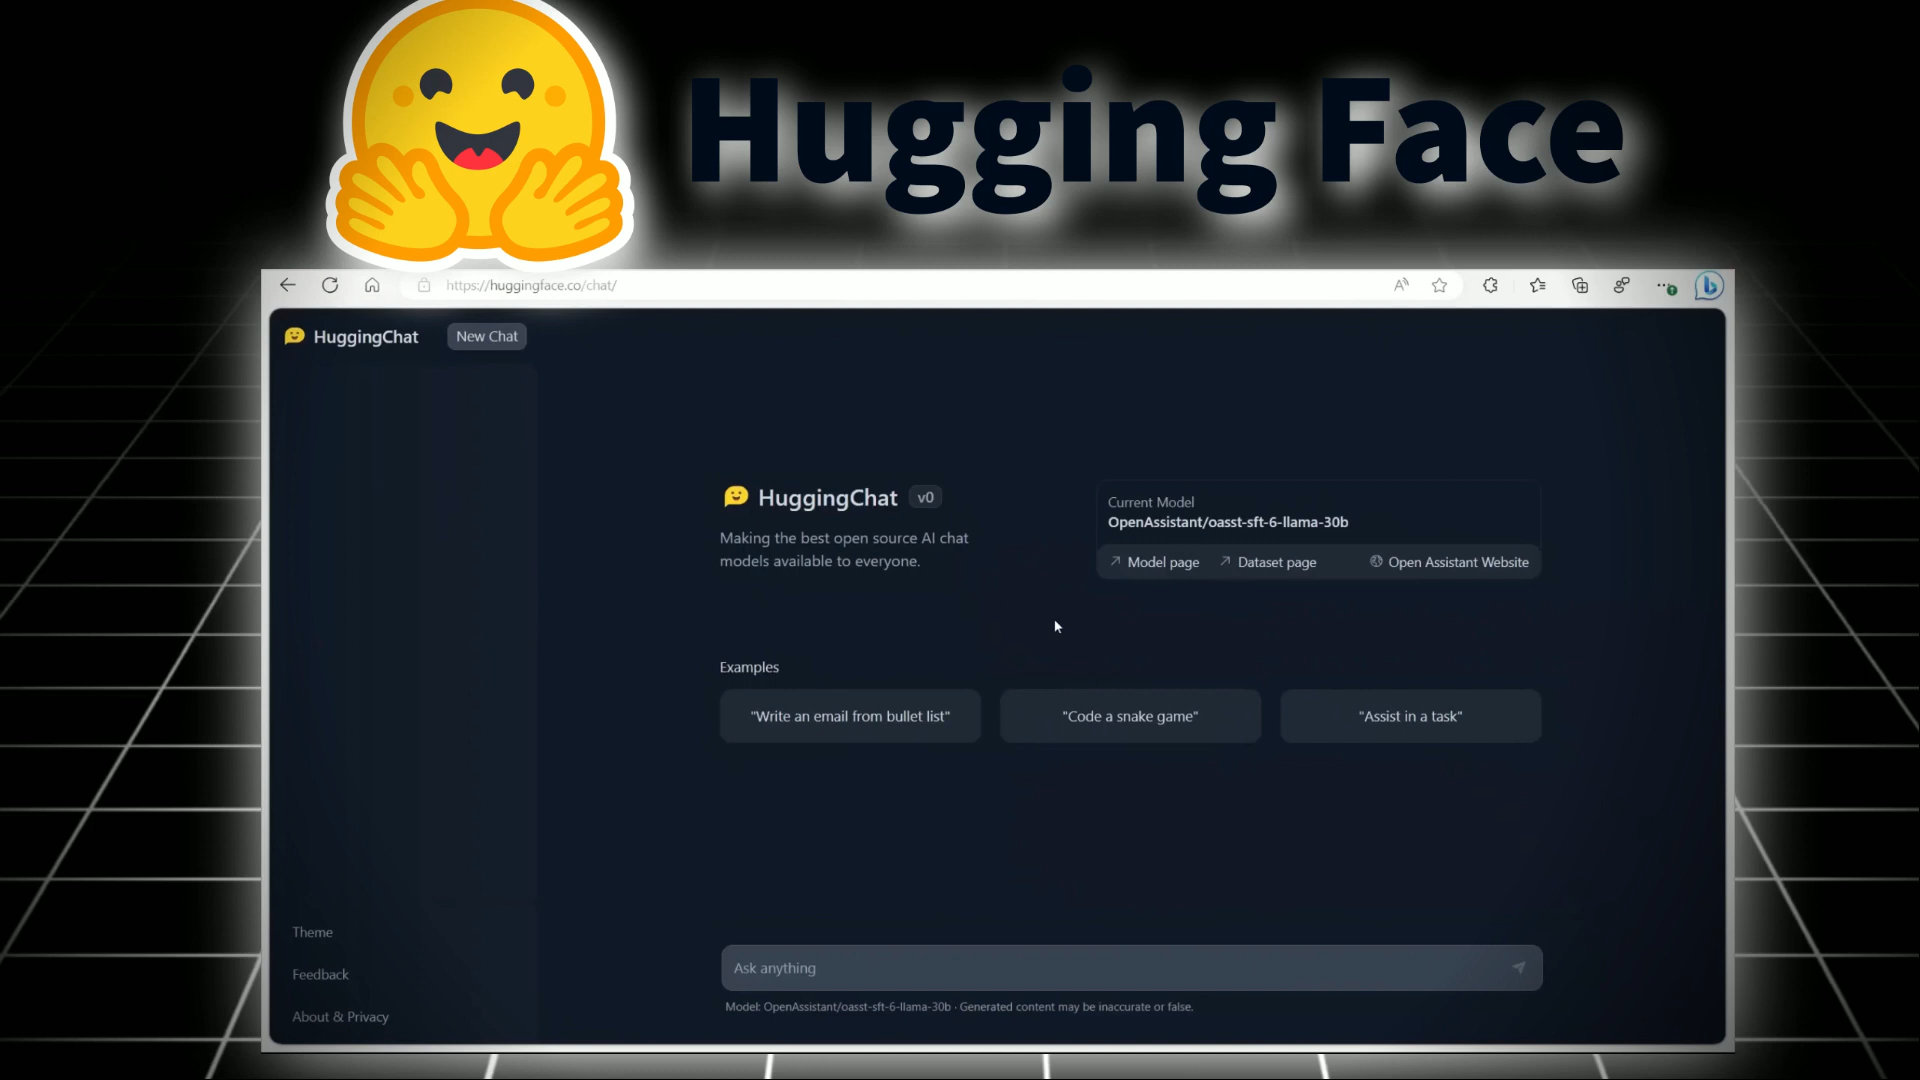 Hugging Face
https://huggingface.co/chat/
HuggingChat
New Chat
HuggingChat v0
Making the best open source AI chat
models available to everyone.
Current Model
OpenAssistant/oasst-sft-6-llama-30b
Model page
Dataset page
Open Assistant Website
Examples
"Write an email from bullet list"
"Code a snake game"
"Assist in a task"
Theme
Feedback
About & Privacy
Ask anything
Model: OpenAssistant/oasst-sft-6-llama-30b · Generated content may be inaccurate or false.